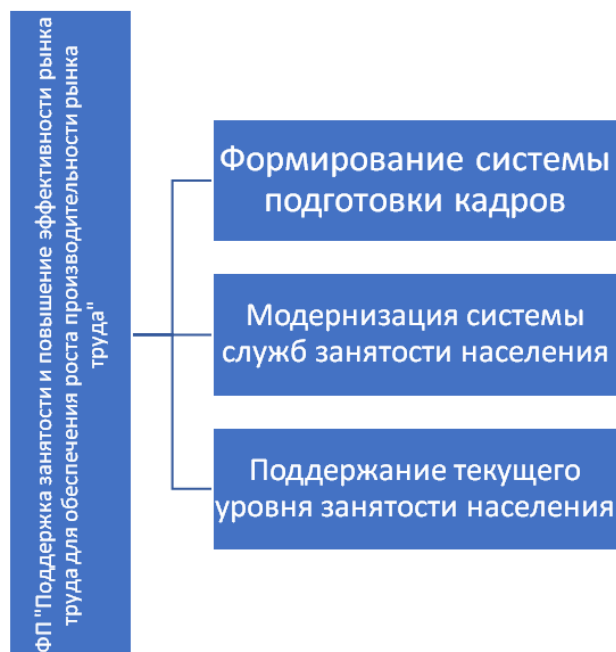 ФП "Поддержка занятости и повышение эффективности рынка
труда для обеспечения роста производительности рынка
труда"
Формирование системы
подготовки кадров
Модернизация системы
служб занятости населения
Поддержание текущего
уровня занятости населения